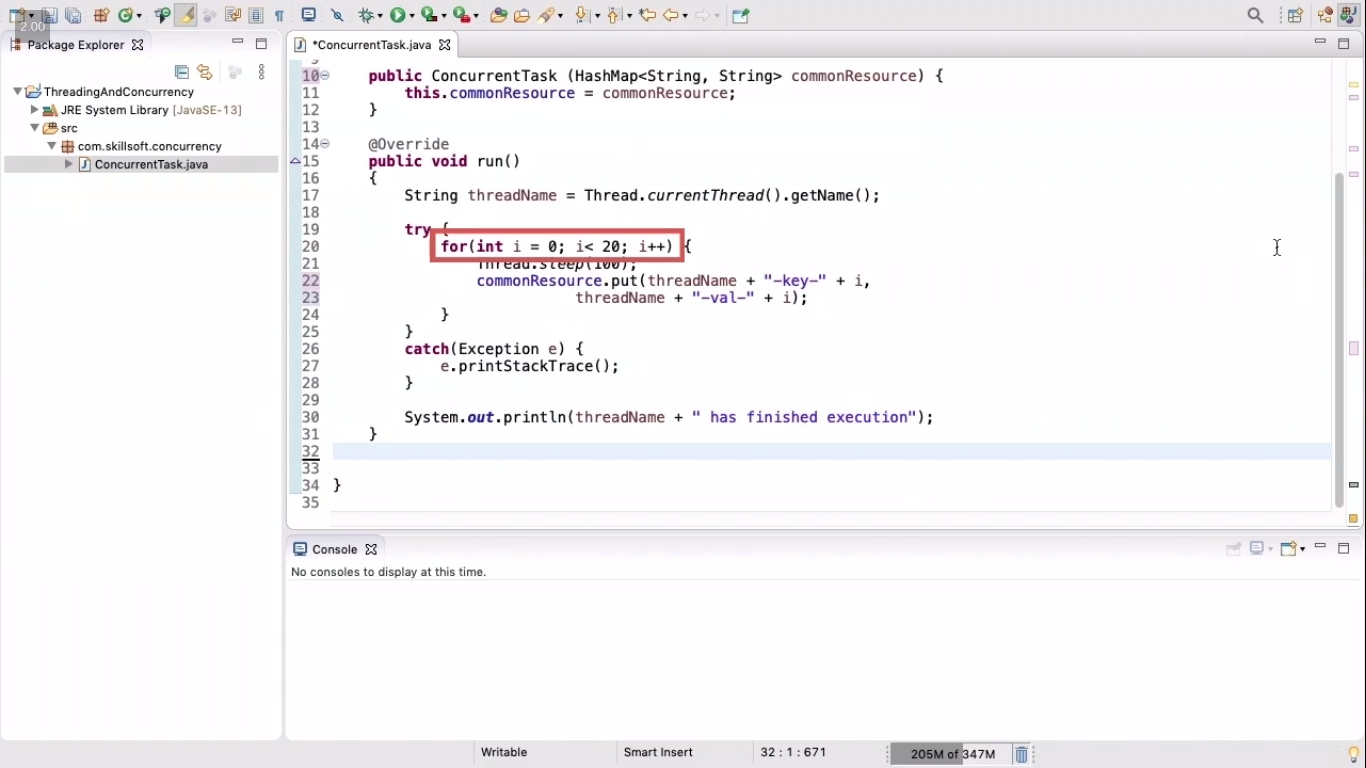 2.00
Package Explorer
ThreadingAndConcurrency
JRE System Library [JavaSE-13]
src
com.skillsoft.concurrency
ConcurrentTask.java
*ConcurrentTask.java
9
10 public ConcurrentTask (HashMap<String, String> commonResource) {
11 this.commonResource = commonResource;
12 }
13
14 @Override
15 public void run()
16 {
17 String threadName = Thread.currentThread().getName();
18
19 try {
20 for(int i = 0; i< 20; i++) {
21 Thread.sleep(100);
22 commonResource.put(threadName + "-key-" + i,
23 threadName + "-val-" + i);
24 }
25 }
26 catch(Exception e) {
27 e.printStackTrace();
28 }
29
30 System.out.println(threadName + " has finished execution");
31 }
32
33
34 }
35
Console
No consoles to display at this time.
Writable
Smart Insert
32 : 1 : 671
205M of 347M